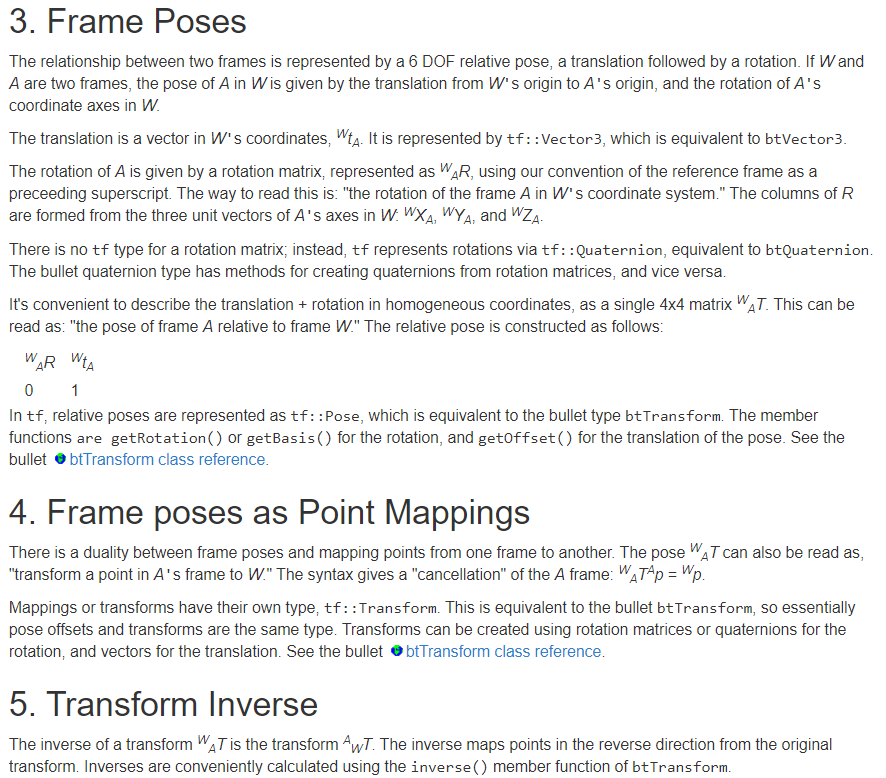 3. Frame Poses
The relationship between two frames is represented by a 6 DOF relative pose, a translation followed by a rotation. If W and
A are two frames, the pose of A in W is given by the translation from W's origin to A's origin, and the rotation of A's
coordinate axes in W.
The translation is a vector in W's coordinates, ᵂt_A. It is represented by tf::Vector3, which is equivalent to btVector3.
The rotation of A is given by a rotation matrix, represented as ᵂ_AR, using our convention of the reference frame as a
preceeding superscript. The way to read this is: "the rotation of the frame A in W's coordinate system." The columns of R
are formed from the three unit vectors of A's axes in W: ᵂX_A, ᵂY_A, and ᵂZ_A.
There is no tf type for a rotation matrix; instead, tf represents rotations via tf::Quaternion, equivalent to btQuaternion.
The bullet quaternion type has methods for creating quaternions from rotation matrices, and vice versa.
It's convenient to describe the translation + rotation in homogeneous coordinates, as a single 4x4 matrix ᵂ_AT. This can be
read as: "the pose of frame A relative to frame W." The relative pose is constructed as follows:
ᵂ_AR ᵂt_A
0 1
In tf, relative poses are represented as tf::Pose, which is equivalent to the bullet type btTransform. The member
functions are getRotation() or getBasis() for the rotation, and getOffset() for the translation of the pose. See the
bullet btTransform class reference.
4. Frame poses as Point Mappings
There is a duality between frame poses and mapping points from one frame to another. The pose ᵂ_AT can also be read as,
"transform a point in A's frame to W." The syntax gives a "cancellation" of the A frame: ᵂ_ATᴬp = ᵂp.
Mappings or transforms have their own type, tf::Transform. This is equivalent to the bullet btTransform, so essentially
pose offsets and transforms are the same type. Transforms can be created using rotation matrices or quaternions for the
rotation, and vectors for the translation. See the bullet btTransform class reference.
5. Transform Inverse
The inverse of a transform ᵂ_AT is the transform ᴬ_WT. The inverse maps points in the reverse direction from the original
transform. Inverses are conveniently calculated using the inverse() member function of btTransform.